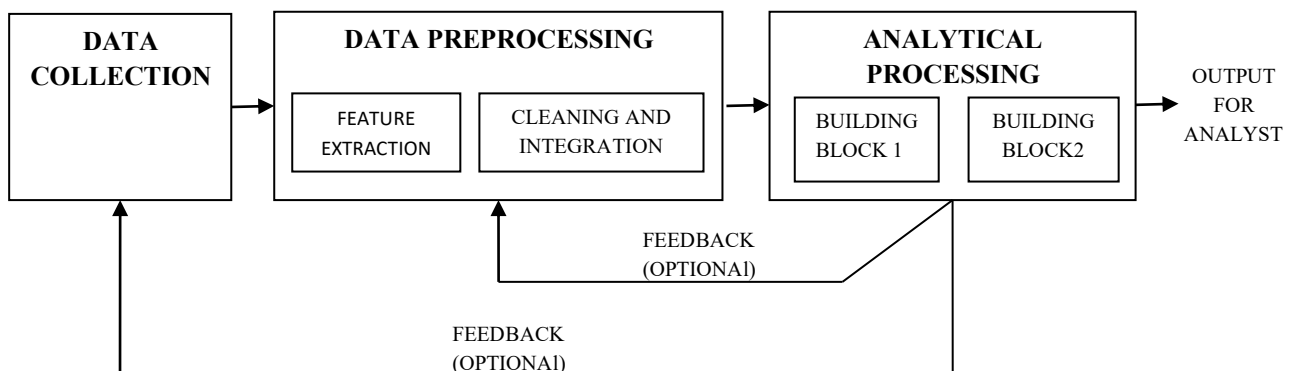 DATA
COLLECTION
DATA PREPROCESSING
FEATURE
EXTRACTION
CLEANING AND
INTEGRATION
ANALYTICAL
PROCESSING
BUILDING
BLOCK 1
BUILDING
BLOCK2
OUTPUT
FOR
ANALYST
FEEDBACK
(OPTIONAl)
FEEDBACK
(OPTIONAl)